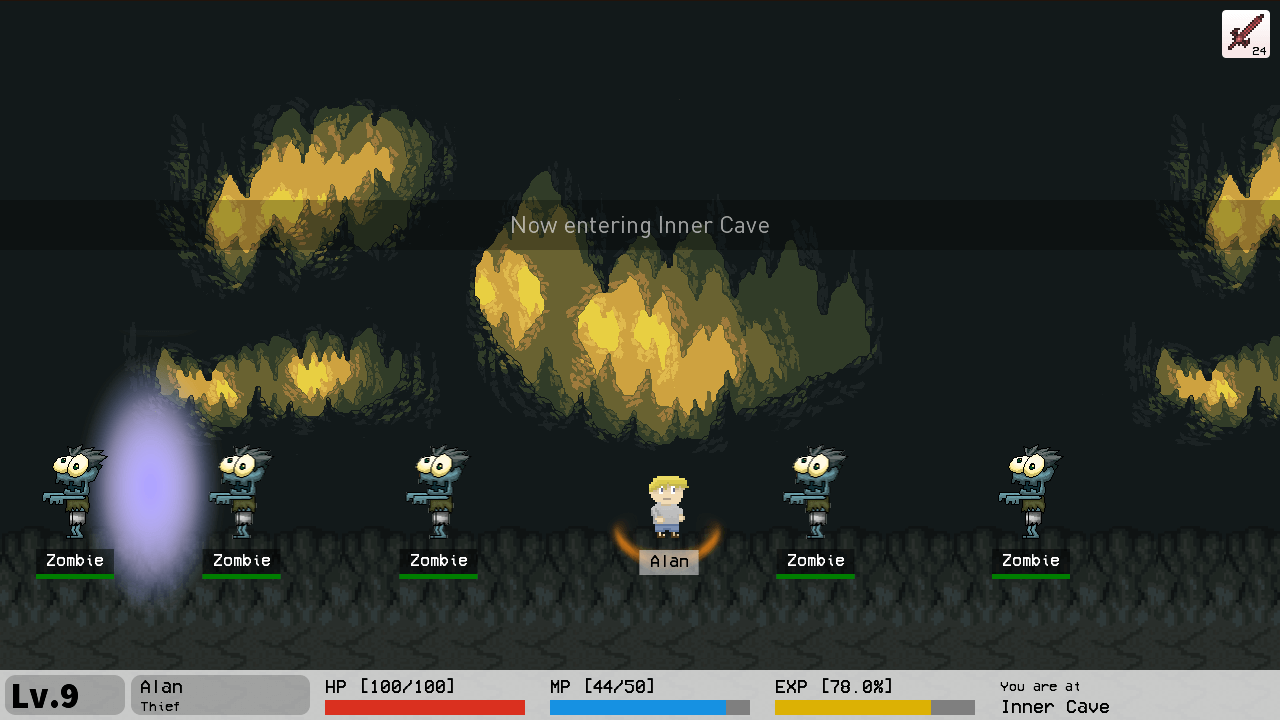 24
Now entering Inner Cave
Zombie
Zombie
Zombie
Alan
Zombie
Zombie
Lv.9
Alan
Thief
HP [100/100]
MP [44/50]
EXP [78.0%]
You are at
Inner Cave